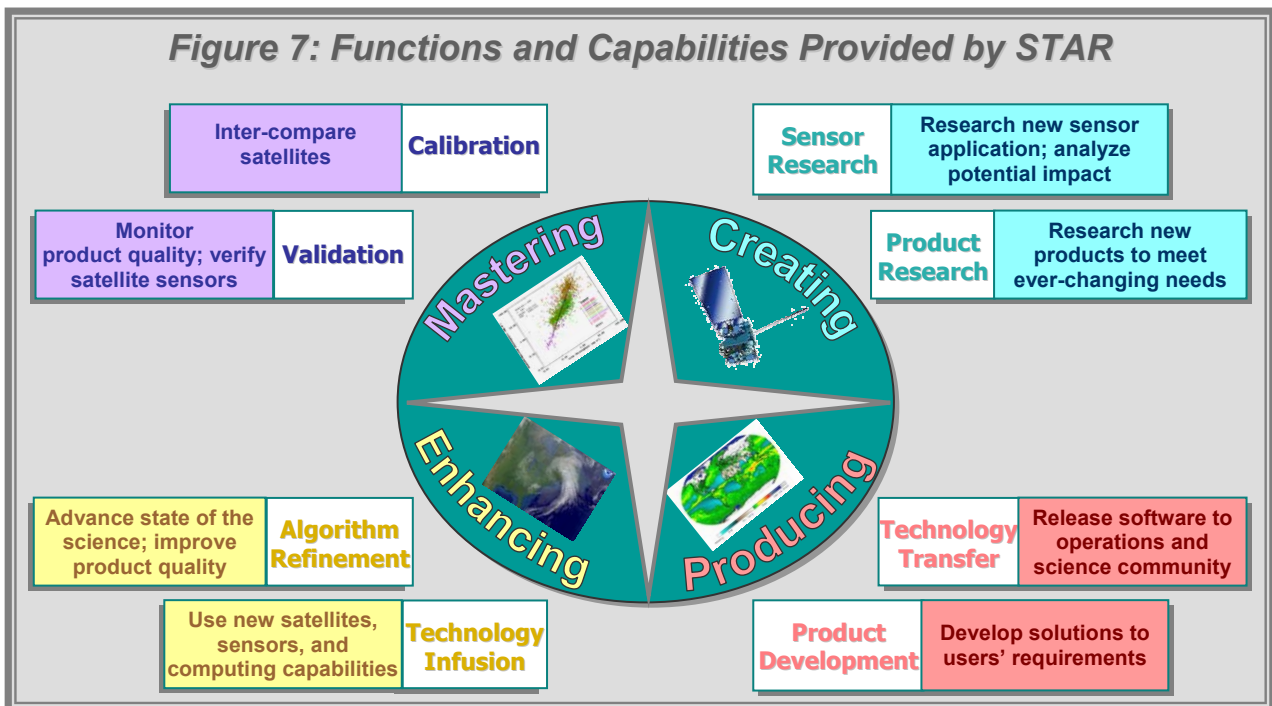 Figure 7: Functions and Capabilities Provided by STAR
Inter-compare
satellites
Calibration
Monitor
product quality; verify
satellite sensors
Validation
Mastering
Sensor
Research
Research new sensor
application; analyze
potential impact
Product
Research
Research new
products to meet
ever-changing needs
Creating
Advance state of the
science; improve
product quality
Algorithm
Refinement
Use new satellites,
sensors, and
computing capabilities
Technology
Infusion
Enhancing
Producing
Technology
Transfer
Release software to
operations and
science community
Product
Development
Develop solutions to
users’ requirements